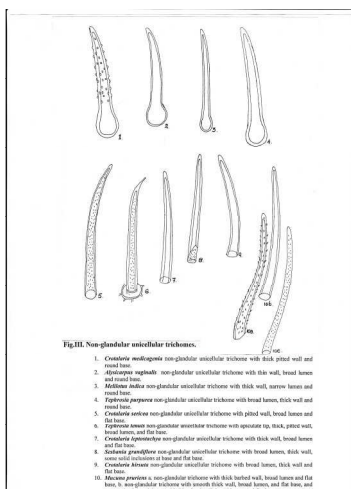 1.
2.
3.
4.
5.
6.
7.
8.
9.
10a
10b
10c
Fig.III. Non-glandular unicellular trichomes.
1. Crotalaria medicagenia non-glandular unicellular trichome with thick pitted wall and
round base.
2. Alysicarpus vaginalis non-glandular unicellular trichome with thin wall, broad lumen
and round base.
3. Melilotus indica non-glandular unicellular trichome with thick wall, narrow lumen and
round base.
4. Tephrosia purpurea non-glandular unicellular trichome with broad lumen, thick wall and
round base.
5. Crotalaria sericea non-glandular unicellular trichome with pitted wall, broad lumen and
flat base.
6. Tephrosia tenuis non-glandular unicellular trichome with apiculate tip, thick, pitted wall,
broad lumen, and flat base.
7. Crotalaria leptostachya non-glandular unicellular trichome with thick wall, broad lumen
and flat base.
8. Sesbania grandiflora non-glandular unicellular trichome with broad lumen, thick wall,
some solid inclusions at base and flat base.
9. Crotalaria hirsuta non-glandular unicellular trichome with broad lumen, thick wall and
flat base.
10. Mucuna pruriens a. non-glandular unicellular trichome with thick barbed wall, broad lumen and flat
base, b. non-glandular trichome with smooth thick wall, broad lumen, and flat base, and